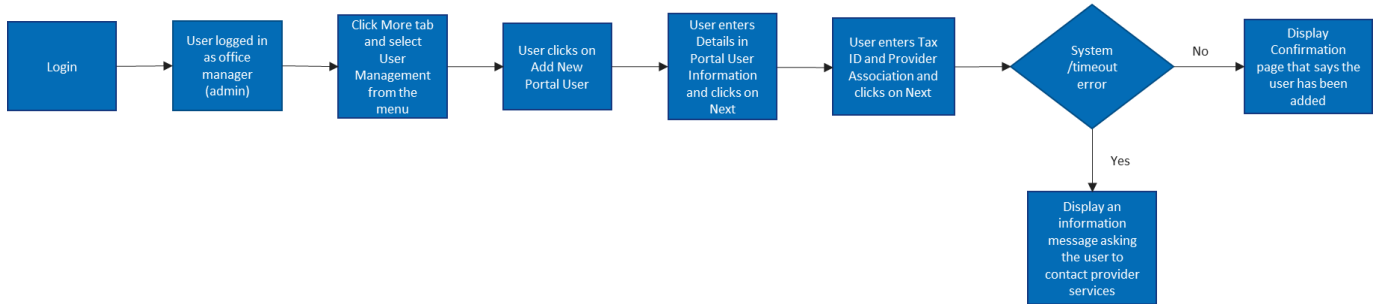 Login
User logged in
as office
manager
(admin)
Click More tab
and select
User
Management
from the
menu
User clicks on
Add New
Portal User
User enters
Details in
Portal User
Information
and clicks on
Next
User enters Tax
ID and Provider
Association and
clicks on Next
System
/timeout
error
No
Display
Confirmation
page that says the
user has been
added
Yes
Display an
information
message asking
the user to
contact provider
services